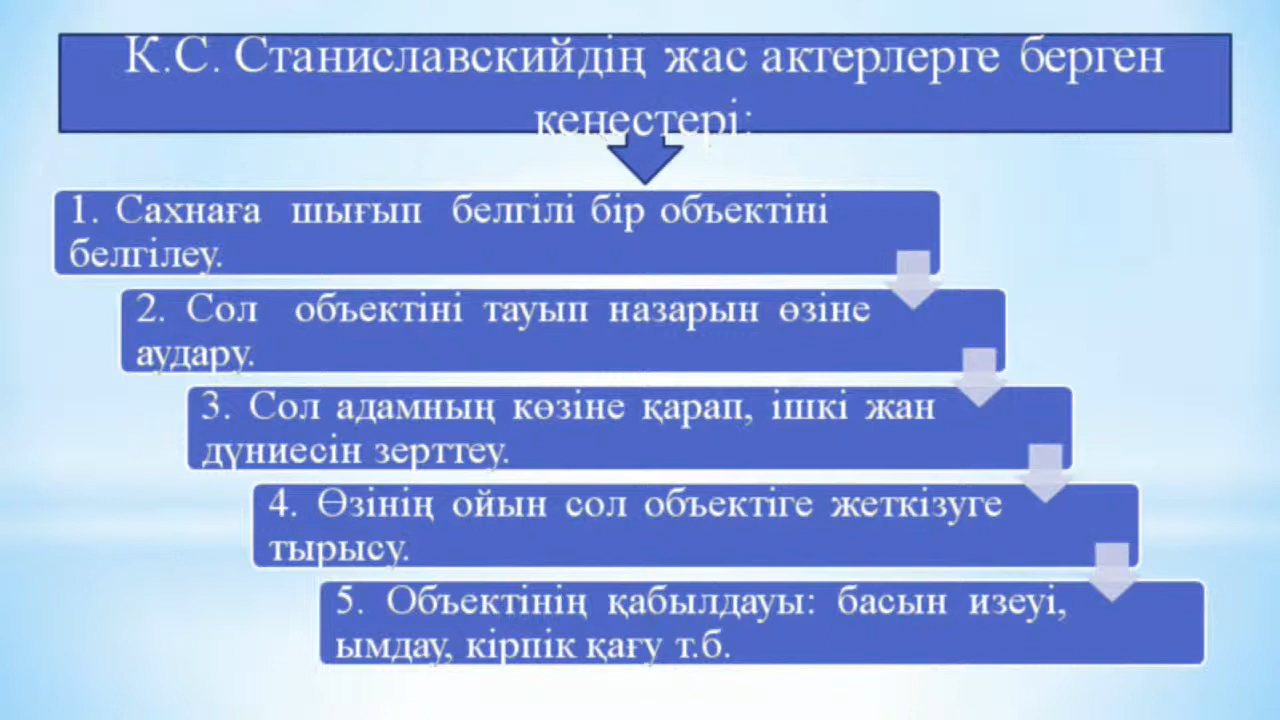 К.С. Станиславскийдің жас актерлерге берген
кеңестері:
1. Сахнаға шығып белгілі бір объектіні
белгілеу.
2. Сол объектіні тауып назарын өзіне
аудару.
3. Сол адамның көзіне қарап, ішкі жан
дүниесін зерттеу.
4. Өзінің ойын сол объектіге жеткізуге
тырысу.
5. Объектінің қабылдауы: басын изеуі,
ымдау, кірпік қағу т.б.